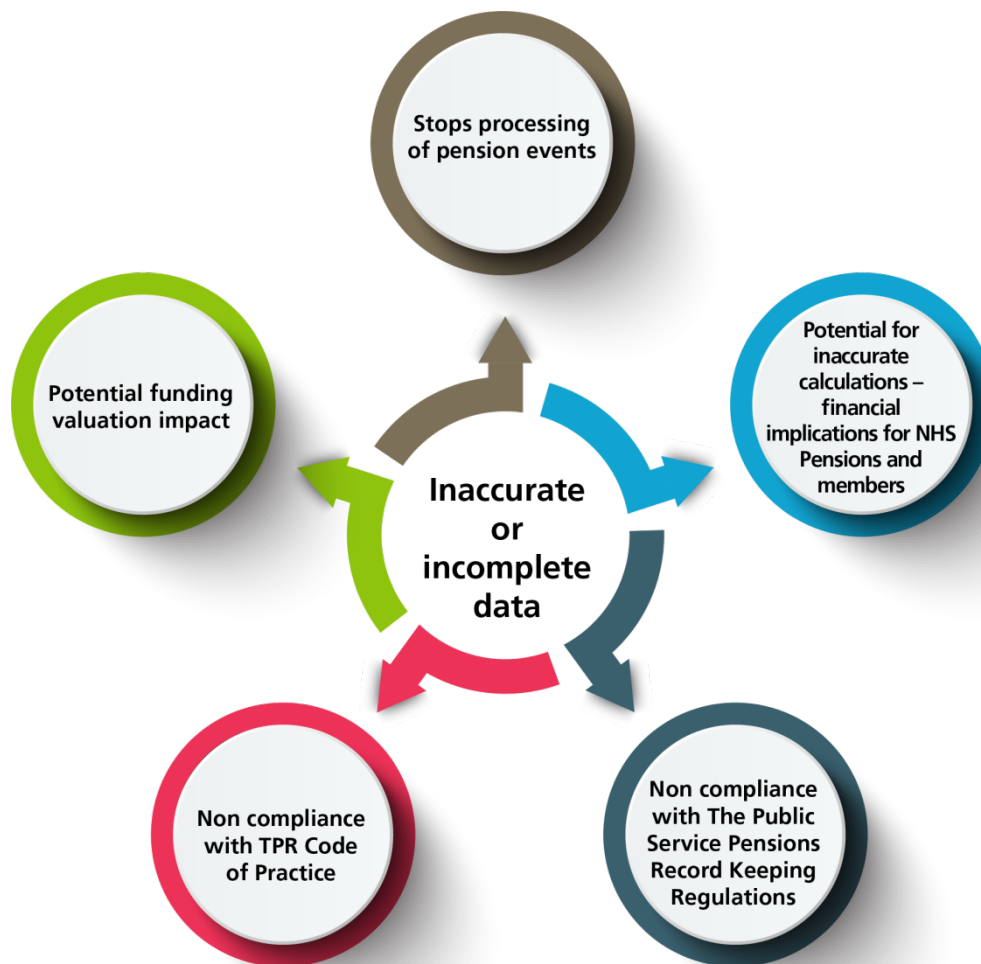 Stops processing
of pension events
Potential for
inaccurate
calculations –
financial
implications for NHS
Pensions and
members
Potential funding
valuation impact
Inaccurate
or
incomplete
data
Non compliance
with TPR Code
of Practice
Non compliance
with The Public
Service Pensions
Record Keeping
Regulations